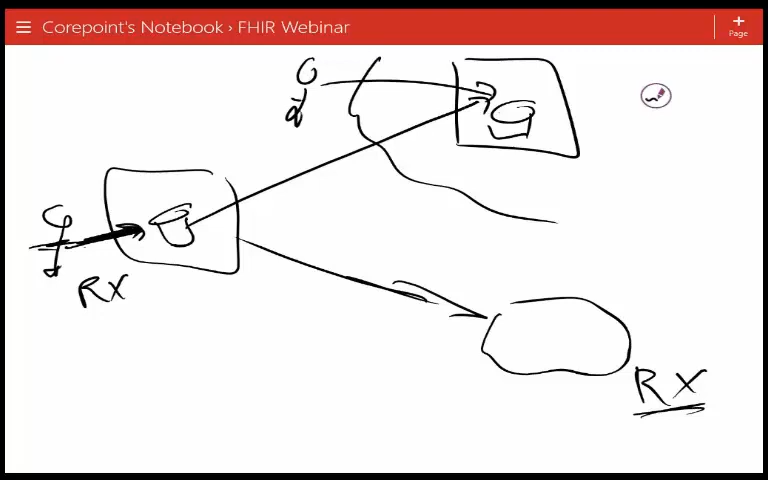 Corepoint's Notebook › FHIR Webinar
+
Page
RX
RX